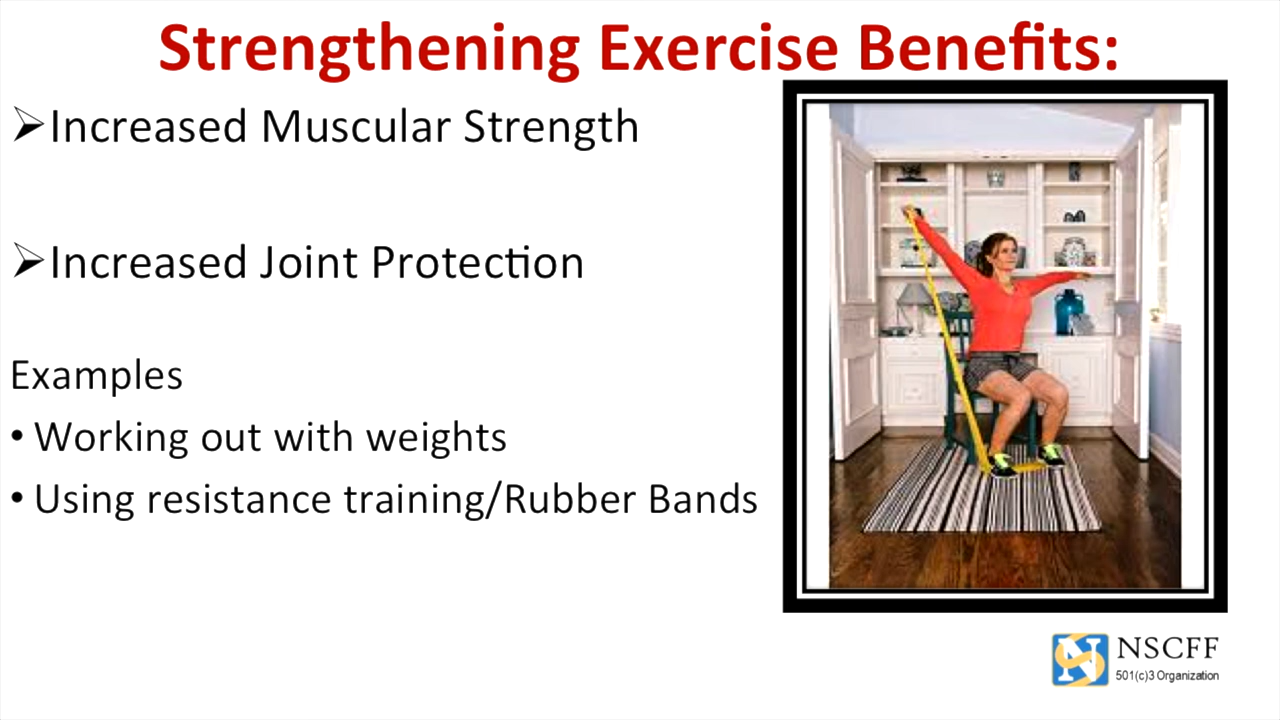 Strengthening Exercise Benefits:
➢Increased Muscular Strength
➢Increased Joint Protection
Examples
• Working out with weights
• Using resistance training/Rubber Bands
NSCFF
501(c)3 Organization